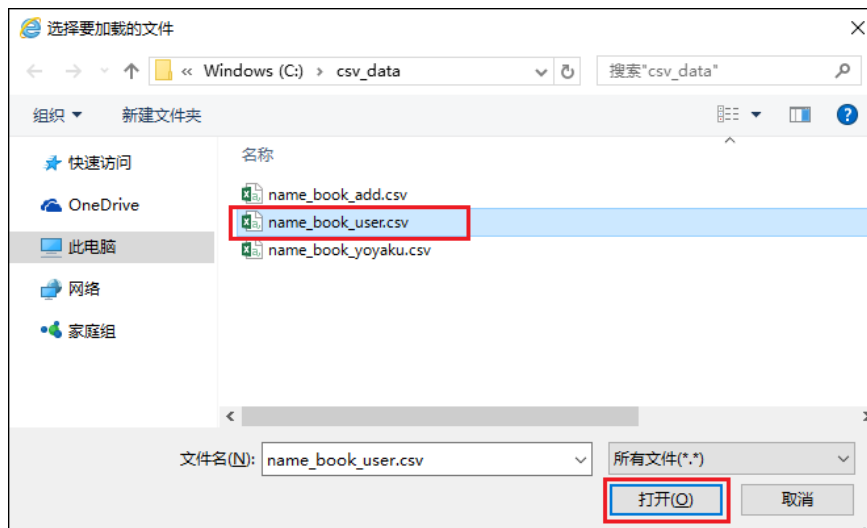 选择要加载的文件
« Windows (C:) › csv_data
搜索"csv_data"
组织
新建文件夹
名称
快速访问
OneDrive
此电脑
网络
家庭组
name_book_add.csv
name_book_user.csv
name_book_yoyaku.csv
文件名(N): name_book_user.csv
所有文件(*.*)
打开(O)
取消